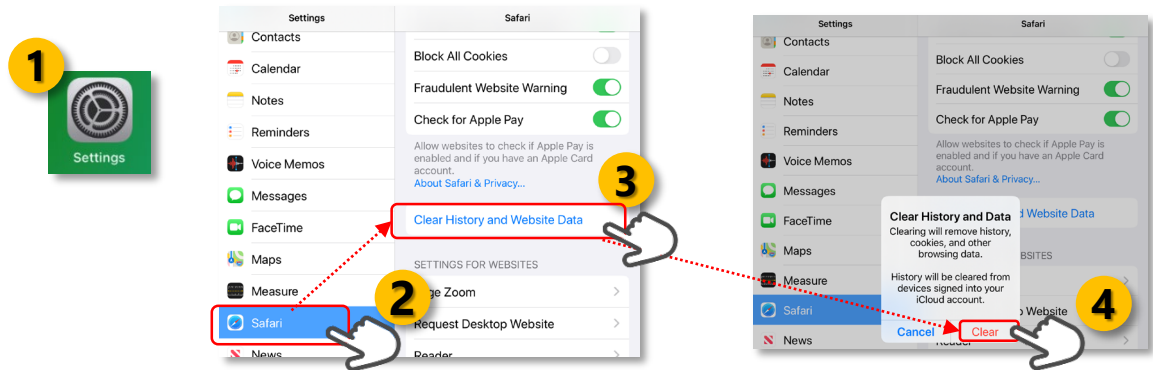 1
Settings
Settings
Contacts
Calendar
Notes
Reminders
Voice Memos
Messages
FaceTime
Maps
Measure
Safari
News
2
Safari
Block All Cookies
Fraudulent Website Warning
Check for Apple Pay
Allow websites to check if Apple Pay is
enabled and if you have an Apple Card
account.
About Safari & Privacy...
3
Clear History and Website Data
SETTINGS FOR WEBSITES
Zoom
Request Desktop Website
Reader
Settings
Contacts
Calendar
Notes
Reminders
Voice Memos
Messages
FaceTime
Maps
Measure
Safari
News
Safari
Block All Cookies
Fraudulent Website Warning
Check for Apple Pay
Allow websites to check if Apple Pay is
enabled and if you have an Apple Card
account.
About Safari & Privacy...
Website Data
Website
Reader
Clear History and Data
Clearing will remove history,
cookies, and other
browsing data.
History will be cleared from
devices signed into your
iCloud account.
Cancel
Clear
4